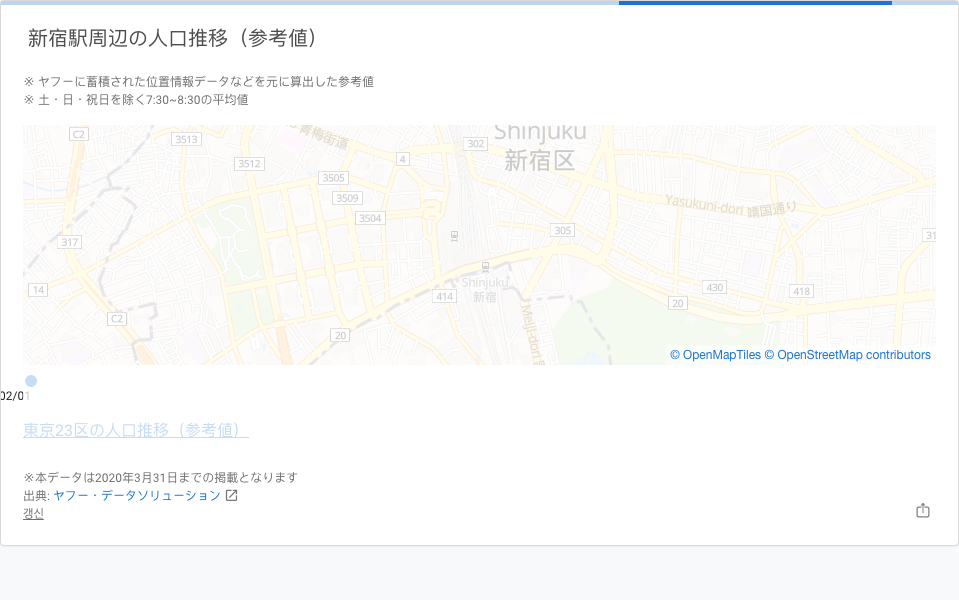 新宿駅周辺の人口推移（参考値）
※ ヤフーに蓄積された位置情報データなどを元に算出した参考値
※ 土・日・祝日を除く7:30~8:30の平均値
Shinjuku
新宿区
青梅街道
C2
3513
302
4
3512
3505
3509
3504
Yasukuni-dori 靖国通り
305
317
31
Shinjuku
新宿
14
414
430
418
20
C2
20
Meiji-dori
© OpenMapTiles © OpenStreetMap contributors
02/01
東京23区の人口推移（参考値）
※本データは2020年3月31日までの掲載となります
出典: ヤフー・データソリューション
갱신